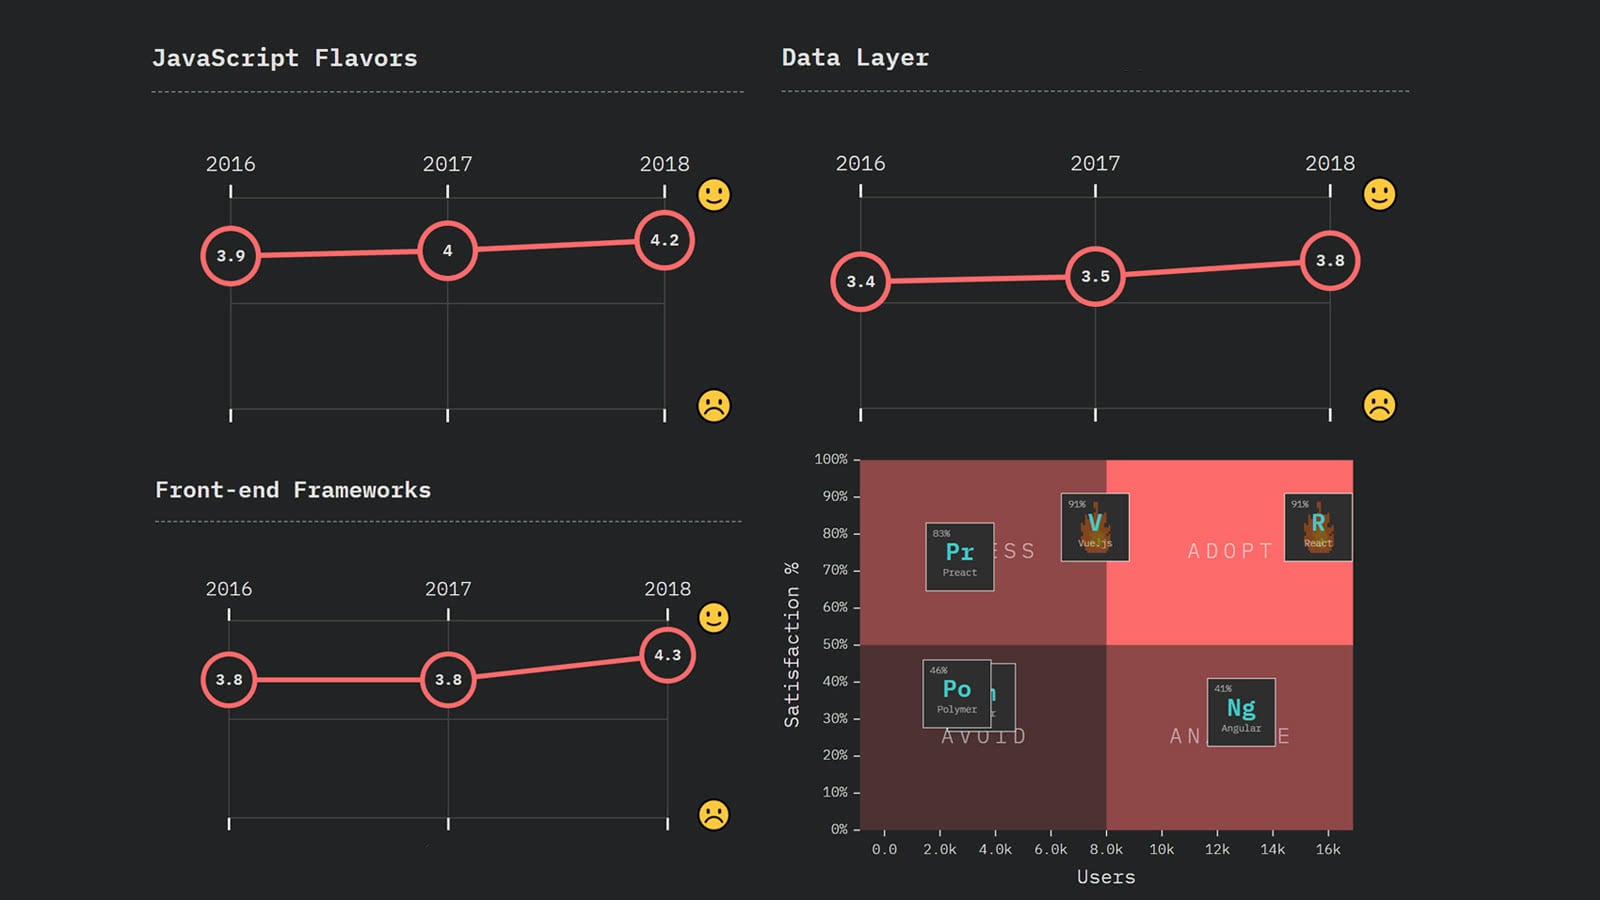 JavaScript Flavors
2016 2017 2018
3.9 4 4.2
Data Layer
2016 2017 2018
3.4 3.5 3.8
Front-end Frameworks
2016 2017 2018
3.8 3.8 4.3
Satisfaction %
100%
90%
80%
70%
60%
50%
40%
30%
20%
10%
0%
91%
V
Vue.js
91%
R
React
83%
Pr
Preact
ADOPT
46%
Po
Polymer
41%
Ng
Angular
AVOID
0.0 2.0k 4.0k 6.0k 8.0k 10k 12k 14k 16k
Users